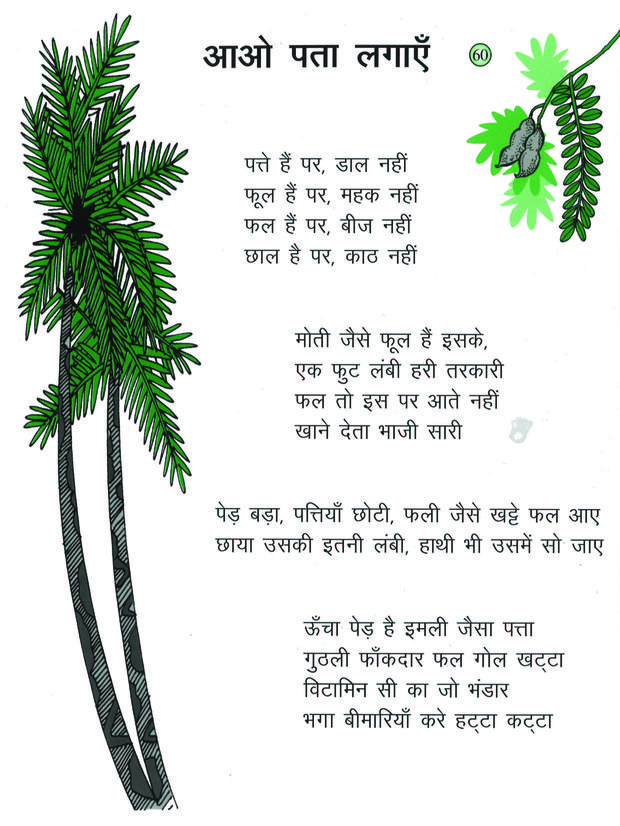 आओ पता लगाएँ
60
पत्ते हैं पर, डाल नहीं
फूल हैं पर, महक नहीं
फल हैं पर, बीज नहीं
छाल है पर, काठ नहीं
मोती जैसे फूल हैं इसके,
एक फुट लंबी हरी तरकारी
फल तो इस पर आते नहीं
खाने देता भाजी सारी
पेड़ बड़ा, पत्तियाँ छोटी, फली जैसे खट्टे फल आए
छाया उसकी इतनी लंबी, हाथी भी उसमें सो जाए
ऊँचा पेड़ है इमली जैसा पत्ता
गुठली फाँकदार फल गोल खट्टा
विटामिन सी का जो भंडार
भगा बीमारियाँ करे हट्टा कट्टा